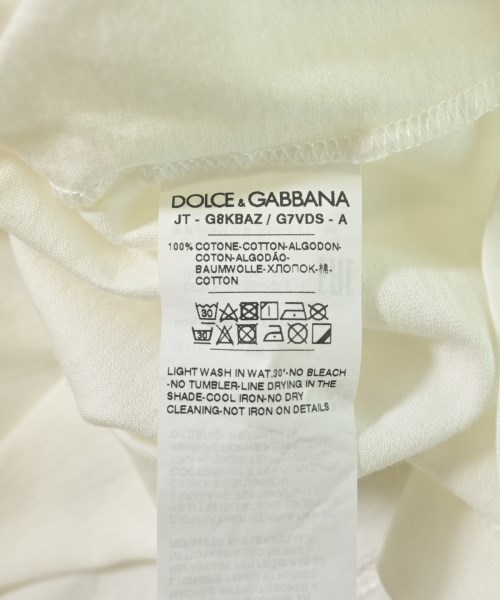 DOLCE & GABBANA
JT - G8KBAZ / G7VDS - A
100% COTONE-COTTON-ALGODON-
COTON-ALGODÃO-
BAUMWOLLE-ХЛОПОК-棉-
COTTON
30
30
LIGHT WASH IN WAT.30°-NO BLEACH
-NO TUMBLER-LINE DRYING IN THE
SHADE-COOL IRON-NO DRY
CLEANING-NOT IRON ON DETAILS